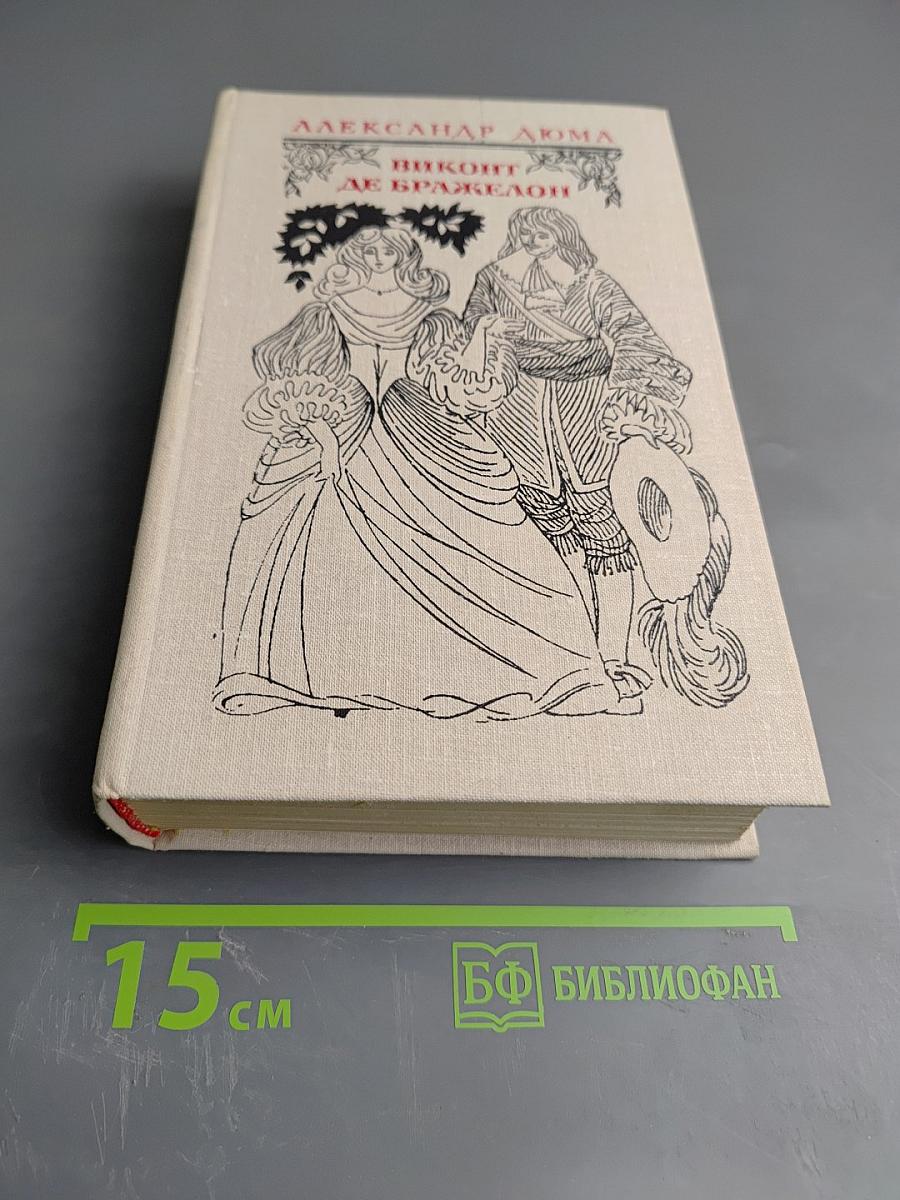 АЛЕКСАНДР ДЮМА
ВИКОНТ
ДЕ БРАЖЕЛОН
15 см
БФ БИБЛИОФАН